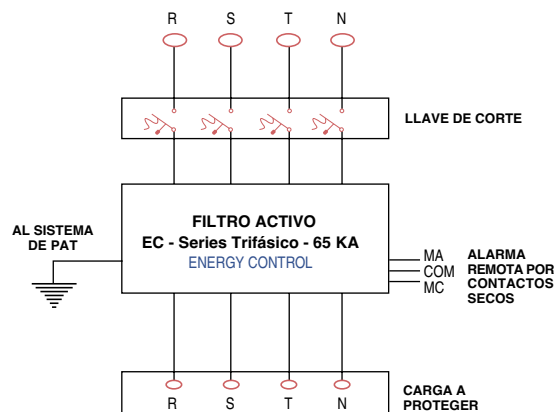 R S T N
LLAVE DE CORTE
FILTRO ACTIVO
EC - Series Trifásico - 65 KA
ENERGY CONTROL
AL SISTEMA
DE PAT
MA
COM
MC
ALARMA
REMOTA POR
CONTACTOS
SECOS
R S T N
CARGA A
PROTEGER